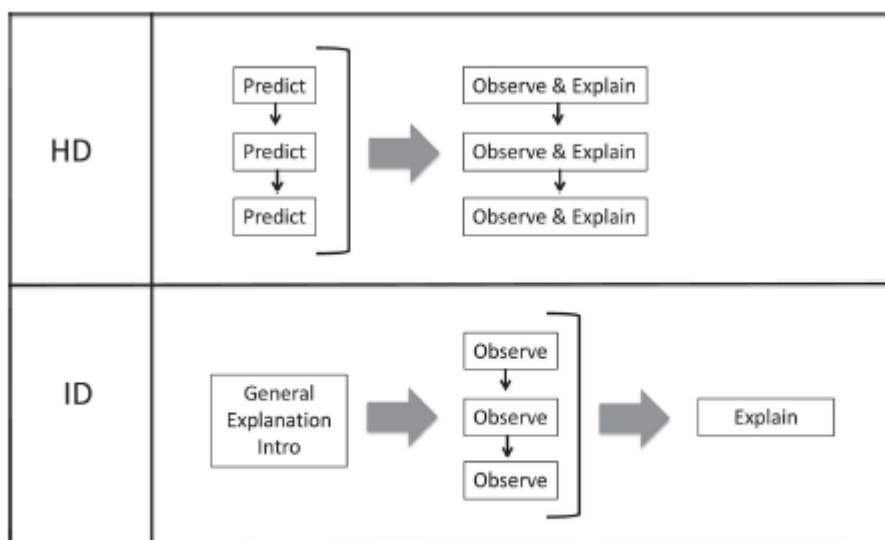 HD
Predict
Predict
Predict
Observe & Explain
Observe & Explain
Observe & Explain
ID
General
Explanation
Intro
Observe
Observe
Observe
Explain